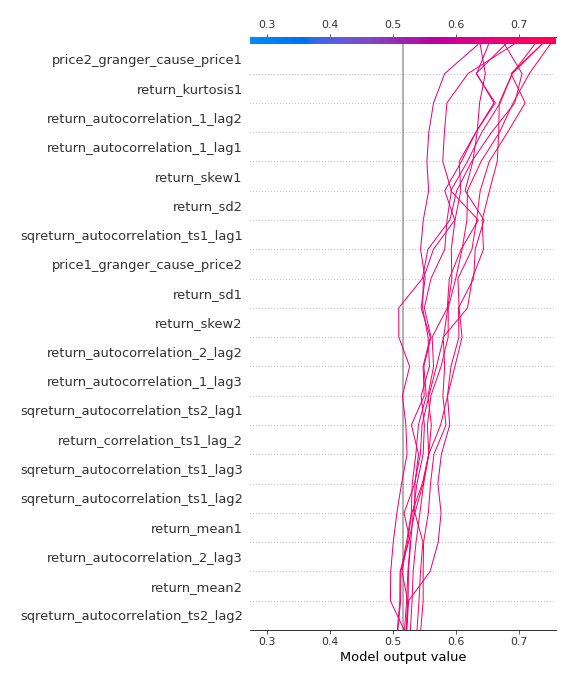 0.3 0.4 0.5 0.6 0.7
price2_granger_cause_price1
return_kurtosis1
return_autocorrelation_1_lag2
return_autocorrelation_1_lag1
return_skew1
return_sd2
sqreturn_autocorrelation_ts1_lag1
price1_granger_cause_price2
return_sd1
return_skew2
return_autocorrelation_2_lag2
return_autocorrelation_1_lag3
sqreturn_autocorrelation_ts2_lag1
return_correlation_ts1_lag_2
sqreturn_autocorrelation_ts1_lag3
sqreturn_autocorrelation_ts1_lag2
return_mean1
return_autocorrelation_2_lag3
return_mean2
sqreturn_autocorrelation_ts2_lag2
0.3 0.4 0.5 0.6 0.7
Model output value